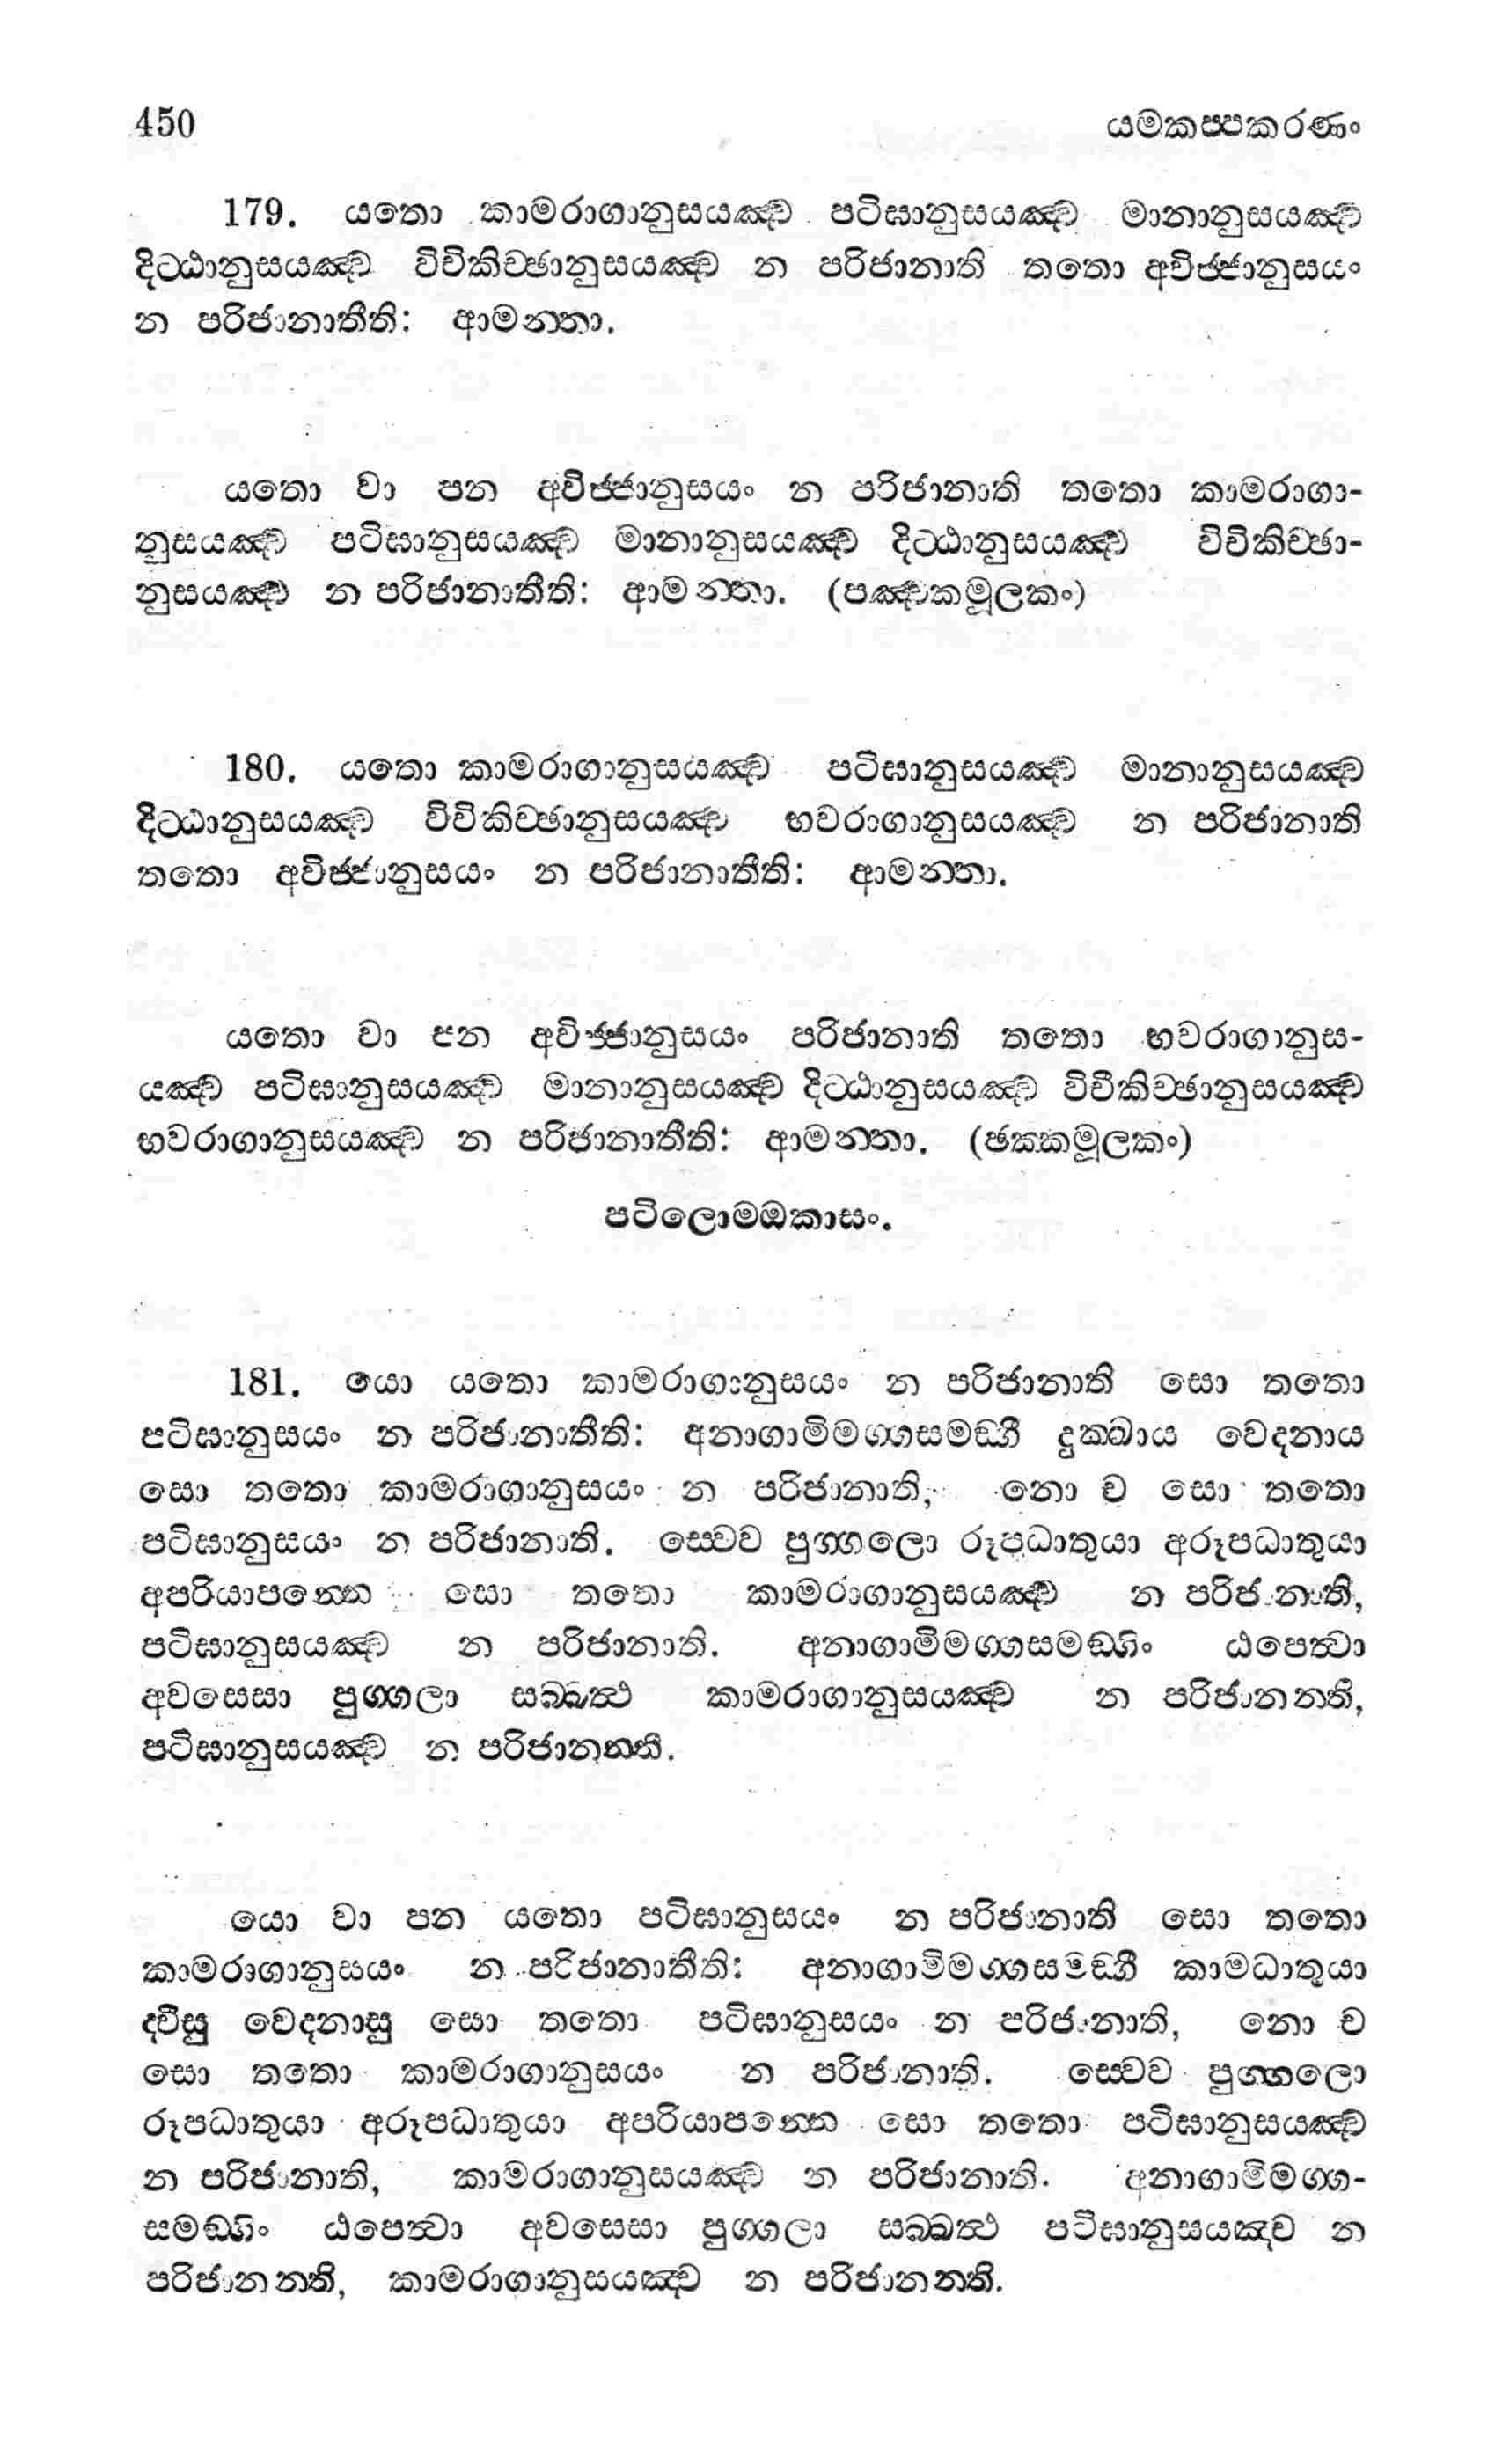 450 යමකප්පකරණං
179. යතො කාමරාගානුසයඤ්ච පටිඝානුසයඤ්ච මානානුසයඤ්ච
දිට්ඨානුසයඤ්ච විචිකිච්ඡානුසයඤ්ච න පරිජානාති තතො අවිජ්ජානුසයං
න පරිජානාතීති: ආමන්තා.
යතො වා පන අවිජ්ජානුසයං න පරිජානාති තතො කාමරාගා-
නුසයඤ්ච පටිඝානුසයඤ්ච මානානුසයඤ්ච දිට්ඨානුසයඤ්ච විචිකිච්ඡා-
නුසයඤ්ච න පරිජානාතීති: ආමන්තා. (පඤ්චකමූලකං)
180. යතො කාමරාගානුසයඤ්ච පටිඝානුසයඤ්ච මානානුසයඤ්ච
දිට්ඨානුසයඤ්ච විචිකිච්ඡානුසයඤ්ච භවරාගානුසයඤ්ච න පරිජානාති
තතො අවිජ්ජානුසයං න පරිජානාතීති: ආමන්තා.
යතො වා පන අවිජ්ජානුසයං පරිජානාති තතො භවරාගානුස-
යඤ්ච පටිඝානුසයඤ්ච මානානුසයඤ්ච දිට්ඨානුසයඤ්ච විචීකිච්ඡානුසයඤ්ච
භවරාගානුසයඤ්ච න පරිජානාතීති: ආමන්තා. (ඡක්කමූලකං)
පටිලොමඔකාසං.
181. යො යතො කාමරාගානුසයං න පරිජානාති සො තතො
පටිඝානුසයං න පරිජානාතීති: අනාගාමිමග්ගසමඞ්ගී දුක්ඛාය වෙදනාය
සො තතො කාමරාගානුසයං න පරිජානාති, නො ච සො තතො
පටිඝානුසයං න පරිජානාති. ස්වෙව පුග්ගලො රූපධාතුයා අරූපධාතුයා
අපරියාපන්නෙ සො තතො කාමරාගානුසයඤ්ච න පරිජානාති,
පටිඝානුසයඤ්ච න පරිජානාති. අනාගාමිමග්ගසමඞ්ගිං ඨපෙත්වා
අවසෙසා පුග්ගලා සබ්බත්ථ කාමරාගානුසයඤ්ච න පරිජානන්ති,
පටිඝානුසයඤ්ච න පරිජානන්ති.
යො වා පන යතො පටිඝානුසයං න පරිජානාති සො තතො
කාමරාගානුසයං න පරිජානාතීති: අනාගාමිමග්ගසමඞ්ගී කාමධාතුයා
ද්වීසු වෙදනාසු සො තතො පටිඝානුසයං න පරිජානාති, නො ච
සො තතො කාමරාගානුසයං න පරිජානාති. ස්වෙව පුග්ගලො
රූපධාතුයා අරූපධාතුයා අපරියාපන්නෙ සො තතො පටිඝානුසයඤ්ච
න පරිජානාති, කාමරාගානුසයඤ්ච න පරිජානාති. අනාගාමිමග්ග-
සමඞ්ගිං ඨපෙත්වා අවසෙසා පුග්ගලා සබ්බත්ථ පටිඝානුසයඤ්ච න
පරිජානන්ති, කාමරාගානුසයඤ්ච න පරිජානන්ති.